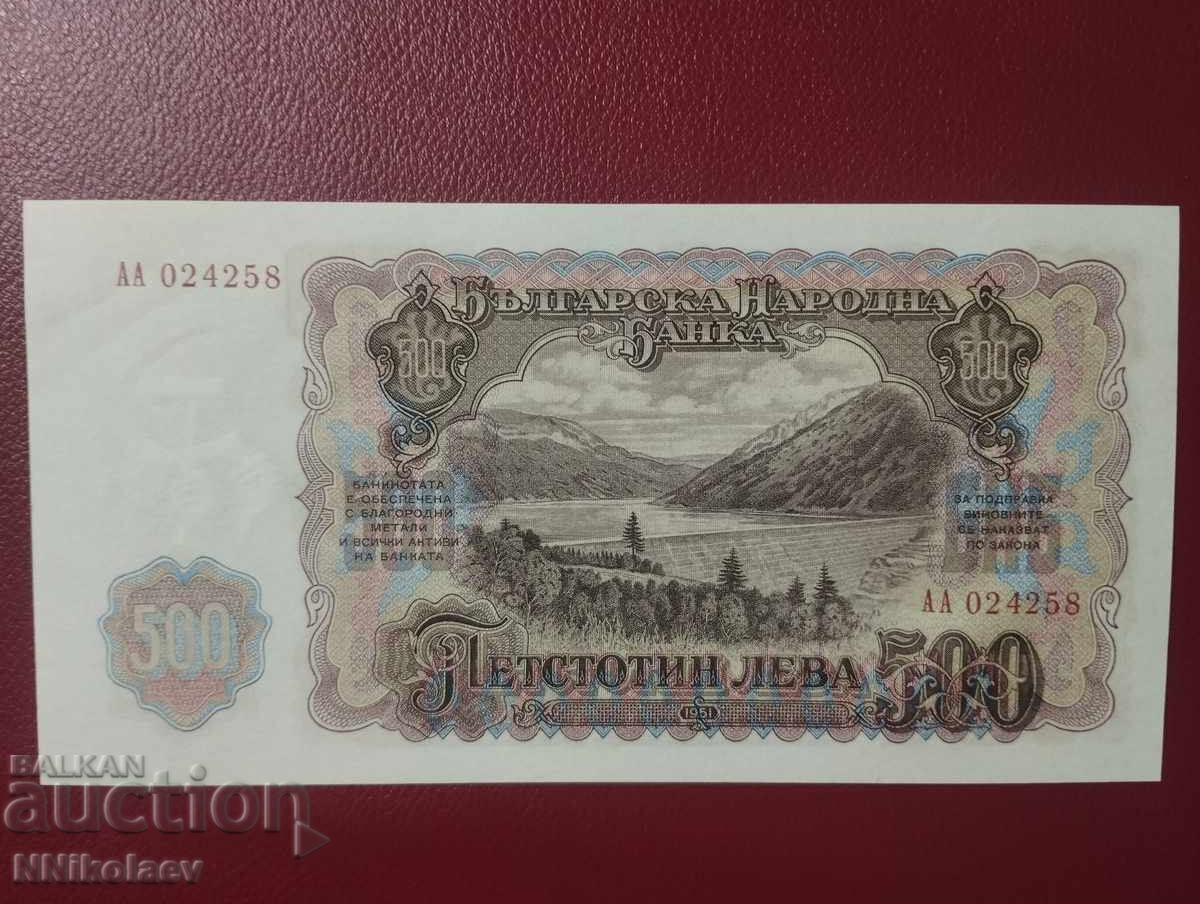 АА 024258
БЪЛГАРСКА НАРОДНА
БАНКА
500
500
БАНКНОТАТА
Е ОБЕСПЕЧЕНА
С БЛАГОРОДНИ
МЕТАЛИ
И ВСИЧКИ АКТИВИ
НА БАНКАТА.
ЗА ПОДПРАВКА
ВИНОВНИТЕ
СЕ НАКАЗВАТ
ПО ЗАКОНА
АА 024258
500
ПЕТСТОТИН ЛЕВА 500
1951
BALKAN
auction
NNikolaev